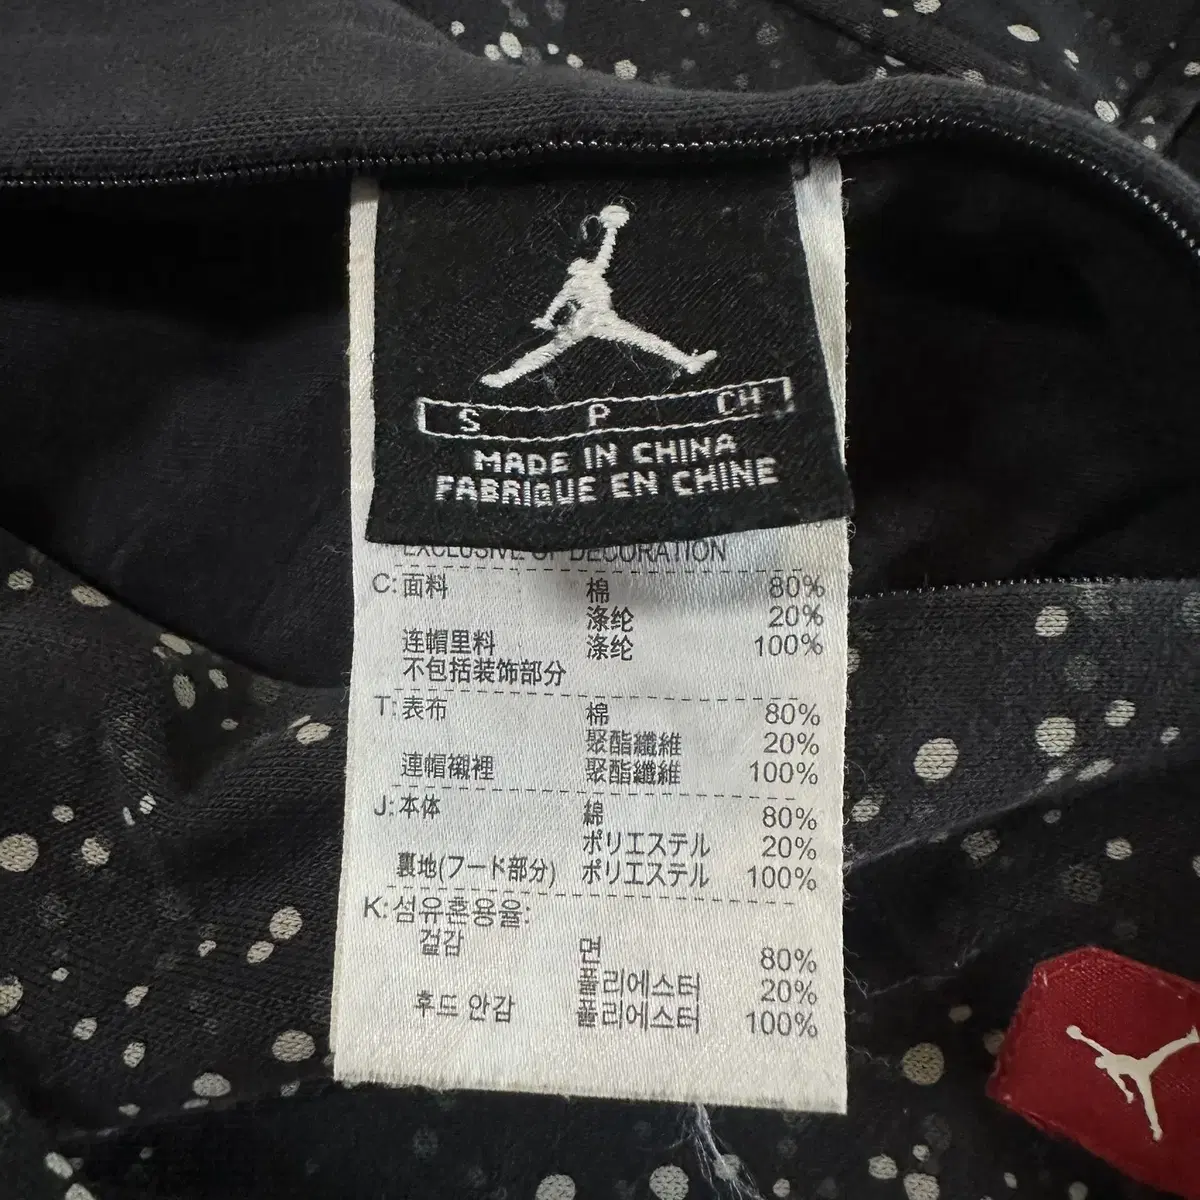 S P CH
MADE IN CHINA
FABRIQUE EN CHINE
EXCLUSIVE OF DECORATION
C: 面料 棉 80%
涤纶 20%
连帽里料 涤纶 100%
不包括装饰部分
T: 表布 棉 80%
聚酯纖維 20%
連帽襯裡 聚酯纖維 100%
J: 本体 綿 80%
ポリエステル 20%
裏地(フード部分) ポリエステル 100%
K: 섬유혼용율:
겉감 면 80%
폴리에스터 20%
후드 안감 폴리에스터 100%